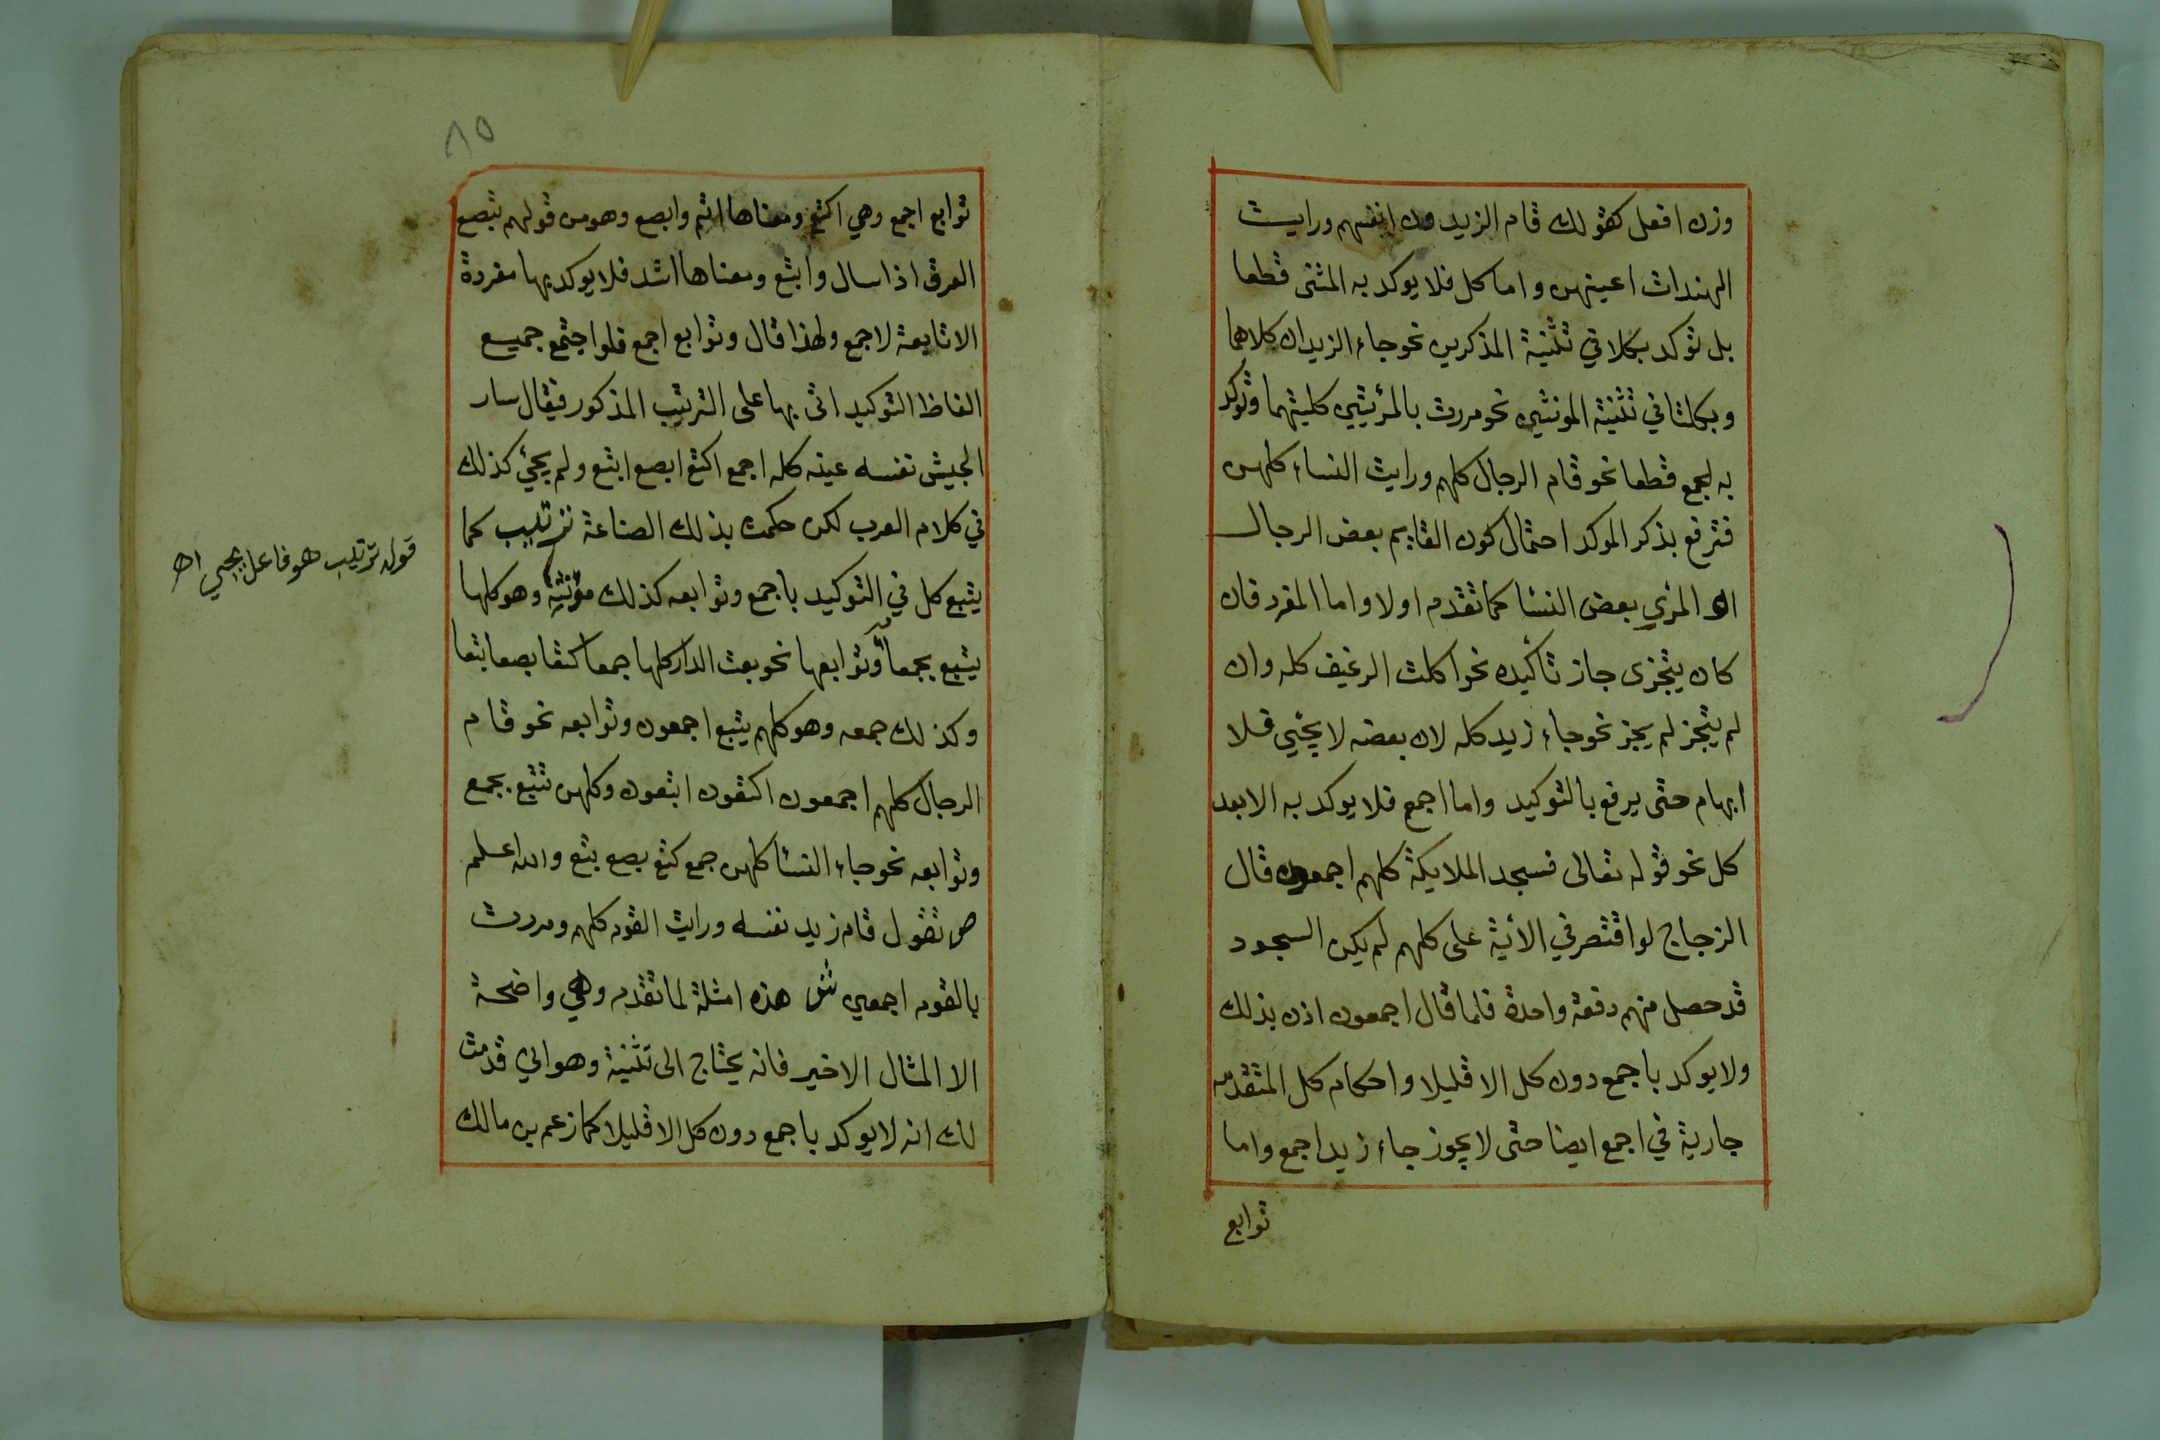 وزن افعل كقولك قام الزيدون انفسهم ورايت
الهندات اعينهن واما كل فلا يوكد به المثنى قطعا
بل توكد بكلا في تثنية المذكرين نحو جاء الزيدان كلاهما
وبكلتا في تثنية المونثين نحو مررت بالمرئيتين كليتهما وتوكد
به لجمع قطعا نحو قام الرجال كلهم ورايت النساء كلهن
فترفع بذكر الموكد احتمال كون القايم بعض الرجال
او المرئي بعض النسا كما تقدم اولا واما المفرد فان
كان يتجزى جاز تأكيده نحو اكلت الرغيف كله وان
لم يتجز لم يجز نحو جاء زيد كله لان بعضه لا يجيي فلا
ابهام حتى يرفع بالتوكيد واما اجمع فلا يوكد به الا بعد
كل نحو قوله تعالى فسجد الملايكة كلهم اجمعون قال
الزجاج لو اقتصر في الأية على كلهم لم يكن السجود
قد حصل منهم دفعة واحدة فلما قال اجمعون اذن بذلك
ولا يوكد باجمع دون كل الا قليلا واحكام كل المتقدمه
جارية في اجمع ايضا حتى لا يجوز جاء زيد اجمع واما
توابع
٨٥
توابع اجمع وهي اكتع ومعناها اتم وابصع وهو من قولهم تبصع
العرق اذا سال وابتع ومعناها اشد فلا يوكد بها مفردة
الا تابعة لاجمع ولهذا قال وتوابع اجمع فلو اجتمع جميع
الفاظ التوكيد اتى بها على الترتيب المذكور فيقال سار
الجيش نفسه عينه كله اجمع اكتع ابصع ابتع ولم يجيء كذلك
في كلام العرب لكن حكمت بذلك الصناعة ترتيب كما
يتبع كل في التوكيد باجمع وتوابعه كذلك مؤنثية وهو كلها
يتبع بجمعا وتوابعها نحو بعت الدار كلها جمعا كتعا بصعا بتعا
وكذلك جمعه وهو كلهم يتبع اجمعون وتوابعه نحو قام
الرجال كلهم اجمعون اكتعون ابتعون وكلهن تتبع بجمع
وتوابعه نحو جاء النسا كلهن جمع كتع بصع بتع والله اعلم
ص تقول قام زيد نفسه ورايت القوم كلهم ومررت
بالقوم اجمعين ش هذه امثلة لما تقدم وهي واضحة
الا المثال الاخير فانه يحتاج الى تثنية وهو اني قدمت
لك انه لا يوكد باجمع دون كل الا قليلا كما زعم بن مالك
قوله ترتيب هو فاعل يجيي اهـ